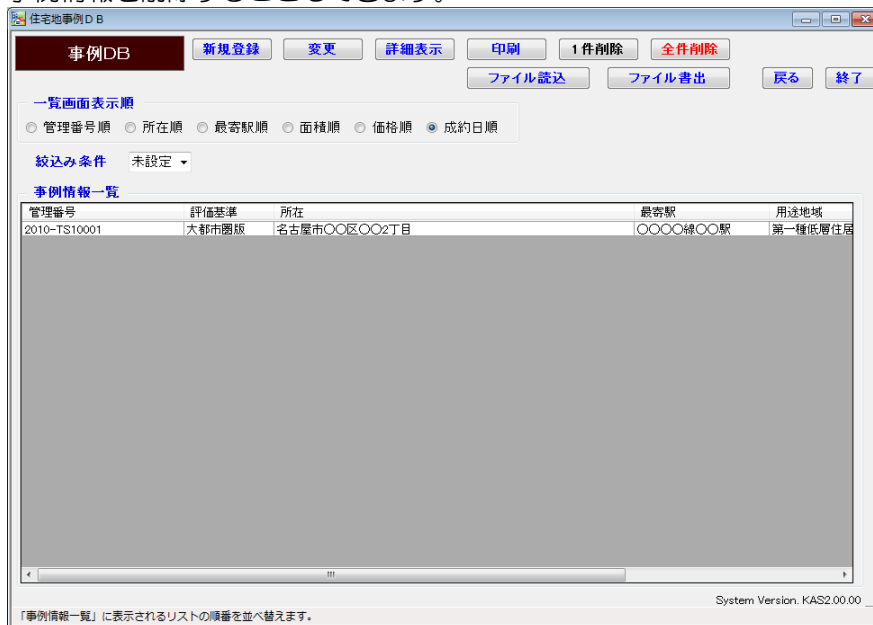 住宅地事例DB
事例DB 新規登録 変更 詳細表示 印刷 1件削除 全件削除
ファイル読込 ファイル書出 戻る 終了
一覧画面表示順
管理番号順 所在順 最寄駅順 面積順 価格順 成約日順
絞込み条件 未設定
事例情報一覧
管理番号 評価基準 所在 最寄駅 用途地域
2010-TS10001 大都市圏版 名古屋市〇〇区〇〇2丁目 〇〇〇〇線〇〇駅 第一種低層住居
System Version. KAS2.00.00
「事例情報一覧」に表示されるリストの順番を並べ替えます。